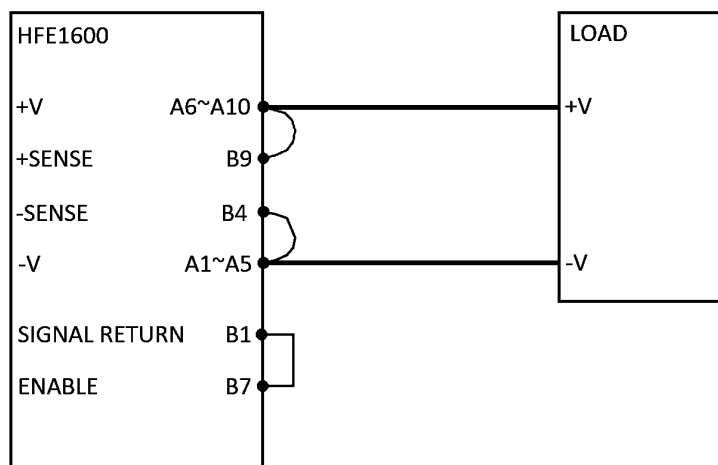 HFE1600 LOAD
+V A6~A10 +V
+SENSE B9
-SENSE B4
-V A1~A5 -V
SIGNAL RETURN B1
ENABLE B7